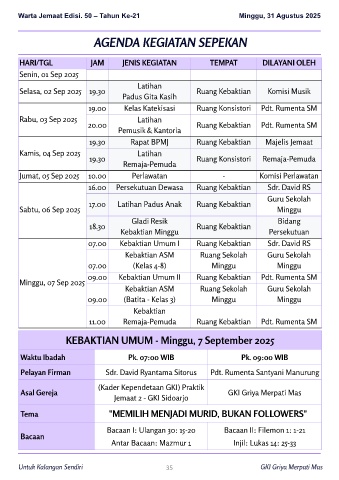 Warta Jemaat Edisi. 50 – Tahun Ke-21 Minggu, 31 Agustus 2025
AGENDA KEGIATAN SEPEKAN
HARI/TGL JAM JENIS KEGIATAN TEMPAT DILAYANI OLEH
Senin, 01 Sep 2025
Selasa, 02 Sep 2025 19.30 Latihan Padus Gita Kasih Ruang Kebaktian Komisi Musik
Rabu, 03 Sep 2025 19.00 Kelas Katekisasi Ruang Konsistori Pdt. Rumenta SM
20.00 Latihan Pemusik & Kantoria Ruang Kebaktian Pdt. Rumenta SM
Kamis, 04 Sep 2025 19.30 Rapat BPMJ Ruang Kebaktian Majelis Jemaat
19.30 Latihan Remaja-Pemuda Ruang Konsistori Remaja-Pemuda
Jumat, 05 Sep 2025 10.00 Perlawatan - Komisi Perlawatan
Sabtu, 06 Sep 2025 16.00 Persekutuan Dewasa Ruang Kebaktian Sdr. David RS
17.00 Latihan Padus Anak Ruang Kebaktian Guru Sekolah Minggu
18.30 Gladi Resik Kebaktian Minggu Ruang Kebaktian Bidang Persekutuan
Minggu, 07 Sep 2025 07.00 Kebaktian Umum I Ruang Kebaktian Sdr. David RS
07.00 Kebaktian ASM (Kelas 4-8) Ruang Sekolah Minggu Guru Sekolah Minggu
09.00 Kebaktian Umum II Ruang Kebaktian Pdt. Rumenta SM
09.00 Kebaktian ASM (Batita - Kelas 3) Ruang Sekolah Minggu Guru Sekolah Minggu
11.00 Kebaktian Remaja-Pemuda Ruang Kebaktian Pdt. Rumenta SM
KEBAKTIAN UMUM - Minggu, 7 September 2025
Waktu Ibadah Pk. 07:00 WIB Pk. 09:00 WIB
Pelayan Firman Sdr. David Ryantama Sitorus Pdt. Rumenta Santyani Manurung
Asal Gereja (Kader Kependetaan GKI) Praktik Jemaat 2 - GKI Sidoarjo GKI Griya Merpati Mas
Tema "MEMILIH MENJADI MURID, BUKAN FOLLOWERS"
Bacaan Bacaan I: Ulangan 30: 15-20 Bacaan II: Filemon 1: 1-21
Antar Bacaan: Mazmur 1 Injil: Lukas 14: 25-33
Untuk Kalangan Sendiri 35 GKI Griya Merpati Mas